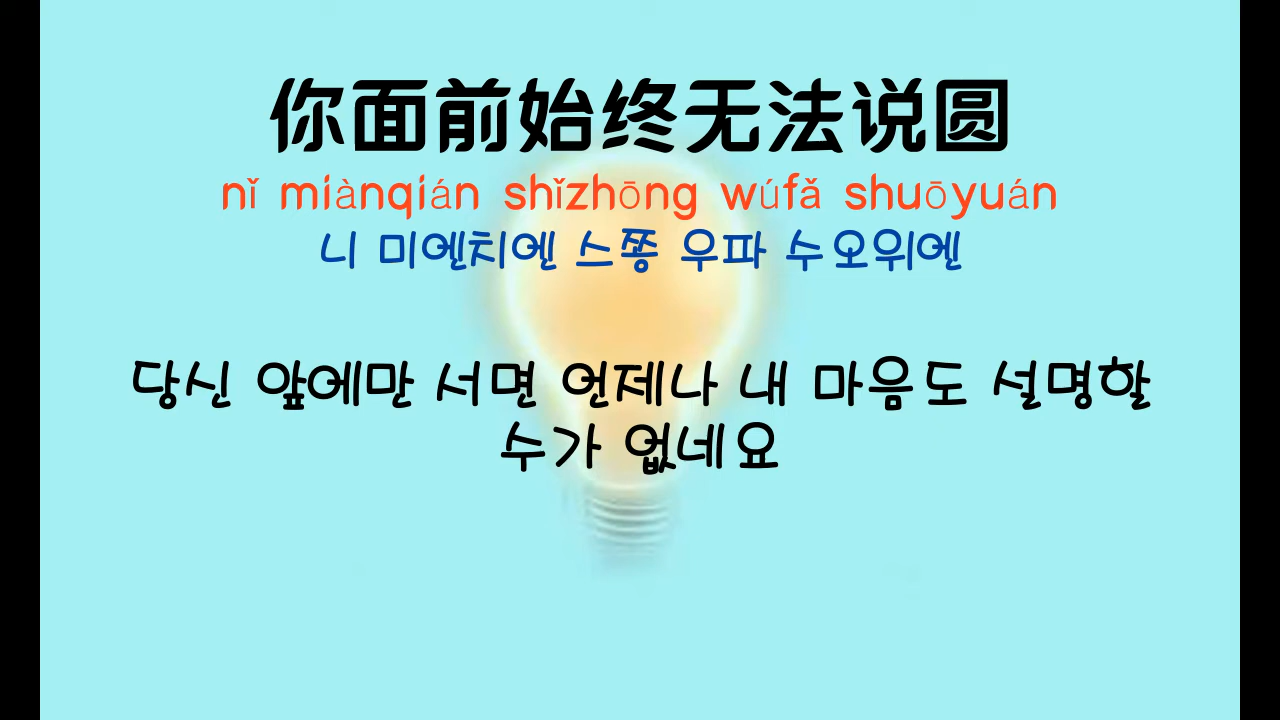 你面前始终无法说圆
nǐ miànqián shǐzhōng wúfǎ shuōyuán
니 미엔치엔 스쫑 우파 수오위엔
당신 앞에만 서면 언제나 내 마음도 설명할
수가 없네요